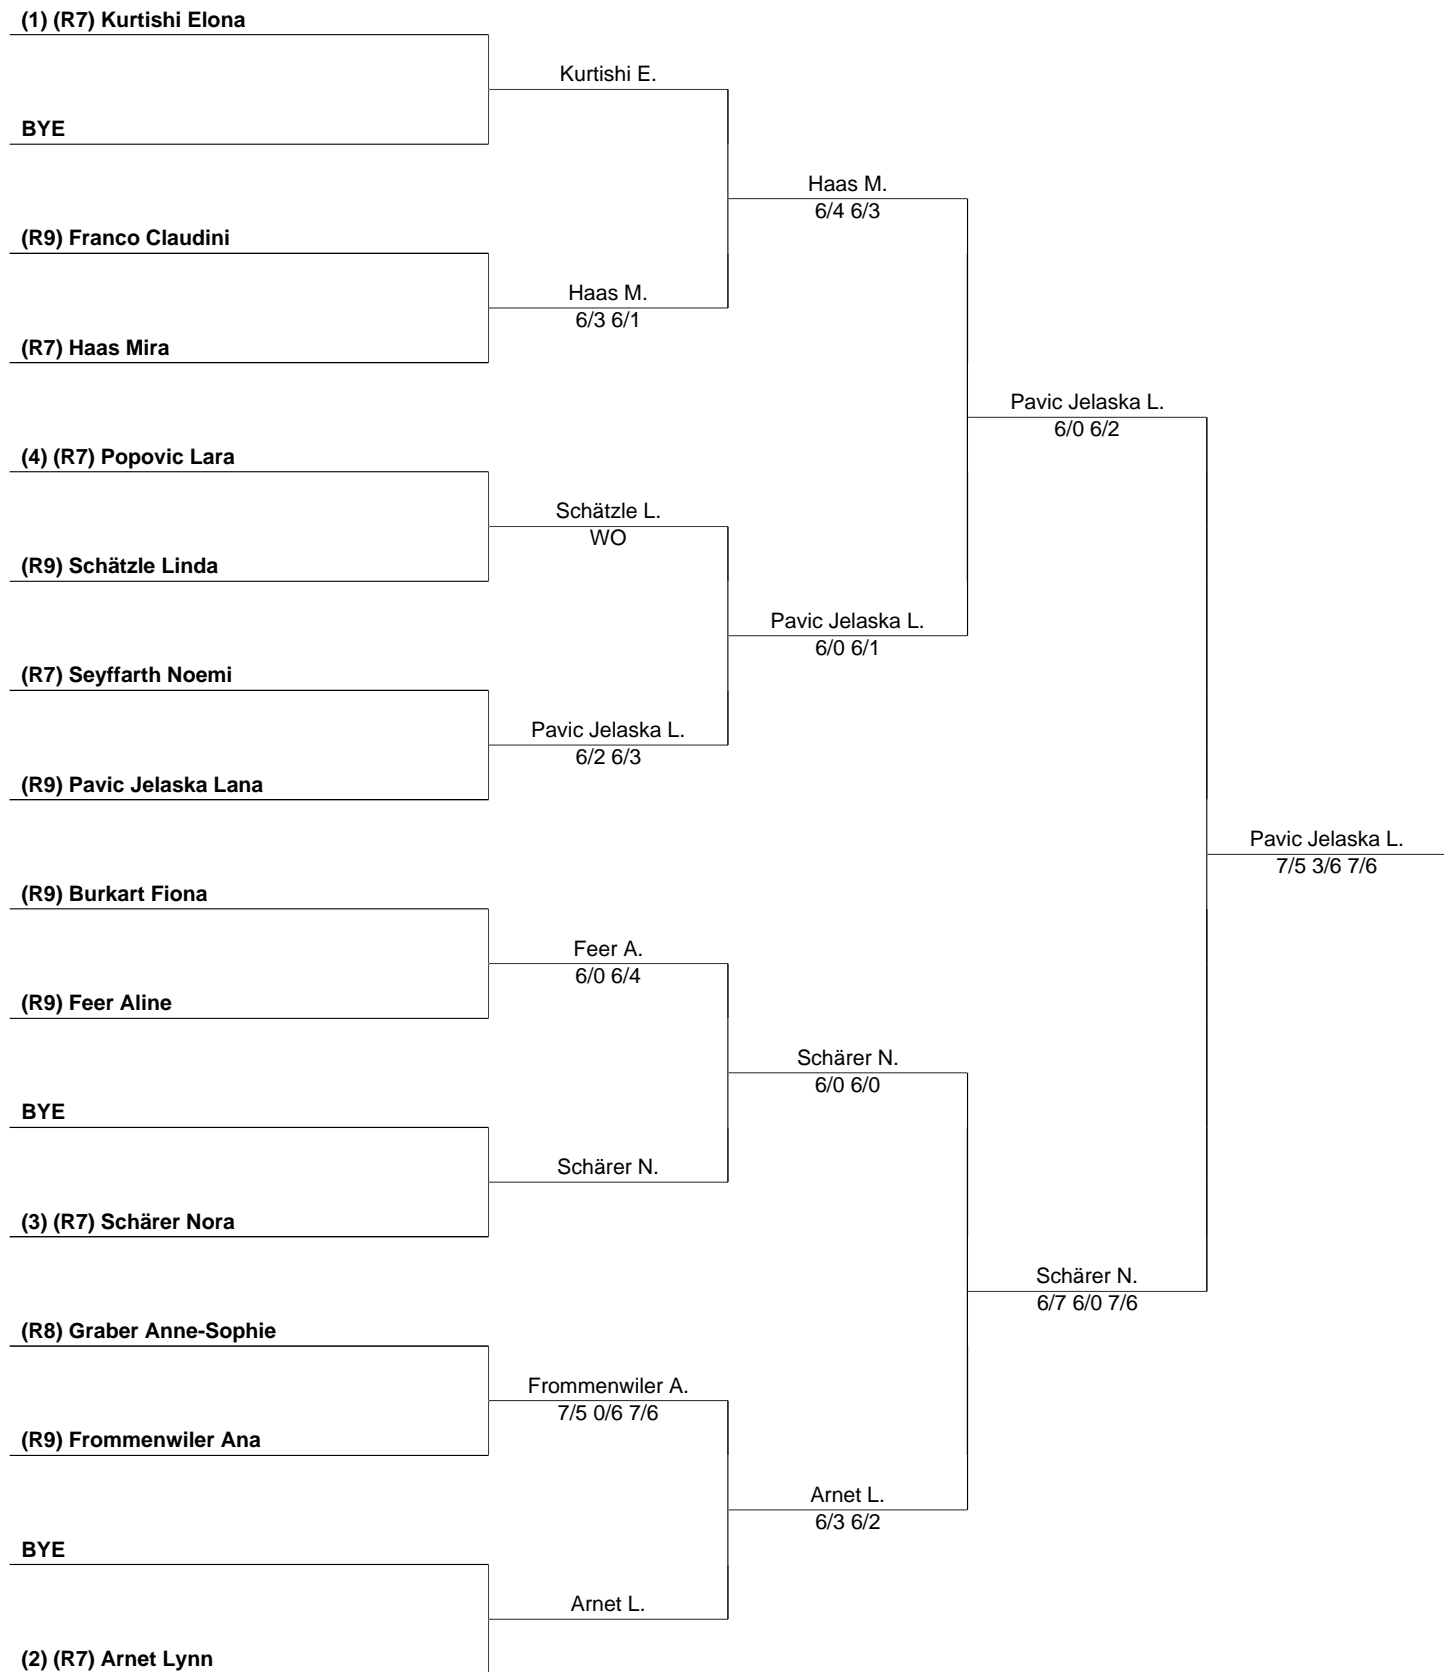 (1) (R7) Kurtishi Elona
Kurtishi E.
BYE
Haas M.
6/4 6/3
(R9) Franco Claudini
Haas M.
6/3 6/1
(R7) Haas Mira
Pavic Jelaska L.
6/0 6/2
(4) (R7) Popovic Lara
Schätzle L.
WO
(R9) Schätzle Linda
Pavic Jelaska L.
6/0 6/1
(R7) Seyffarth Noemi
Pavic Jelaska L.
6/2 6/3
(R9) Pavic Jelaska Lana
Pavic Jelaska L.
7/5 3/6 7/6
(R9) Burkart Fiona
Feer A.
6/0 6/4
(R9) Feer Aline
Schärer N.
6/0 6/0
BYE
Schärer N.
(3) (R7) Schärer Nora
Schärer N.
6/7 6/0 7/6
(R8) Graber Anne-Sophie
Frommenwiler A.
7/5 0/6 7/6
(R9) Frommenwiler Ana
Arnet L.
6/3 6/2
BYE
Arnet L.
(2) (R7) Arnet Lynn